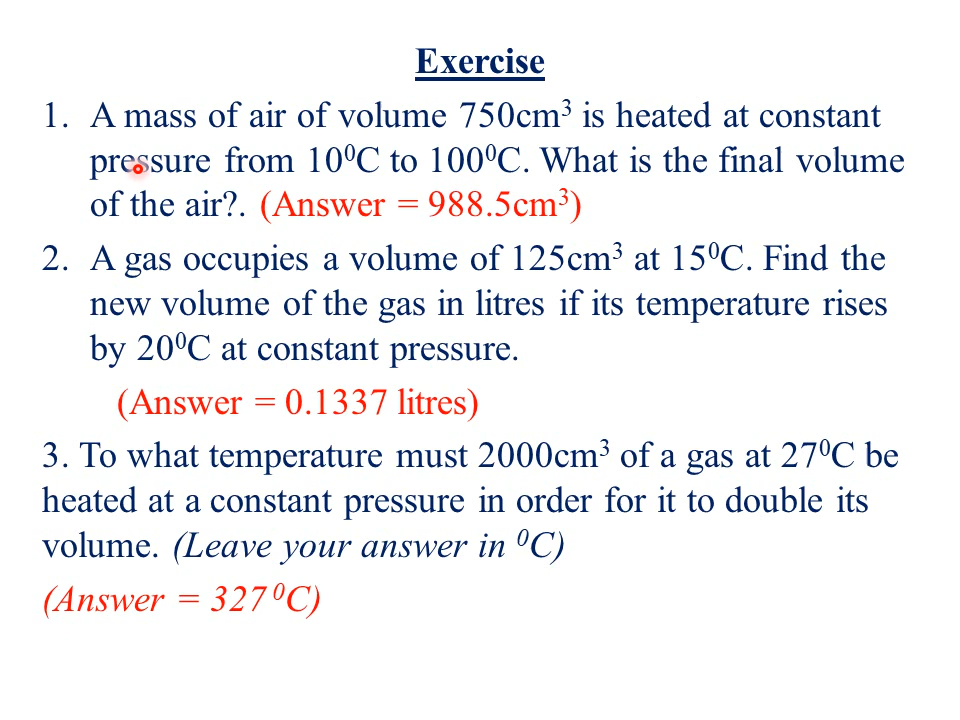 Exercise
1. A mass of air of volume 750cm³ is heated at constant
pressure from 10⁰C to 100⁰C. What is the final volume
of the air?. (Answer = 988.5cm³)
2. A gas occupies a volume of 125cm³ at 15⁰C. Find the
new volume of the gas in litres if its temperature rises
by 20⁰C at constant pressure.
(Answer = 0.1337 litres)
3. To what temperature must 2000cm³ of a gas at 27⁰C be
heated at a constant pressure in order for it to double its
volume. (Leave your answer in ⁰C)
(Answer = 327 ⁰C)